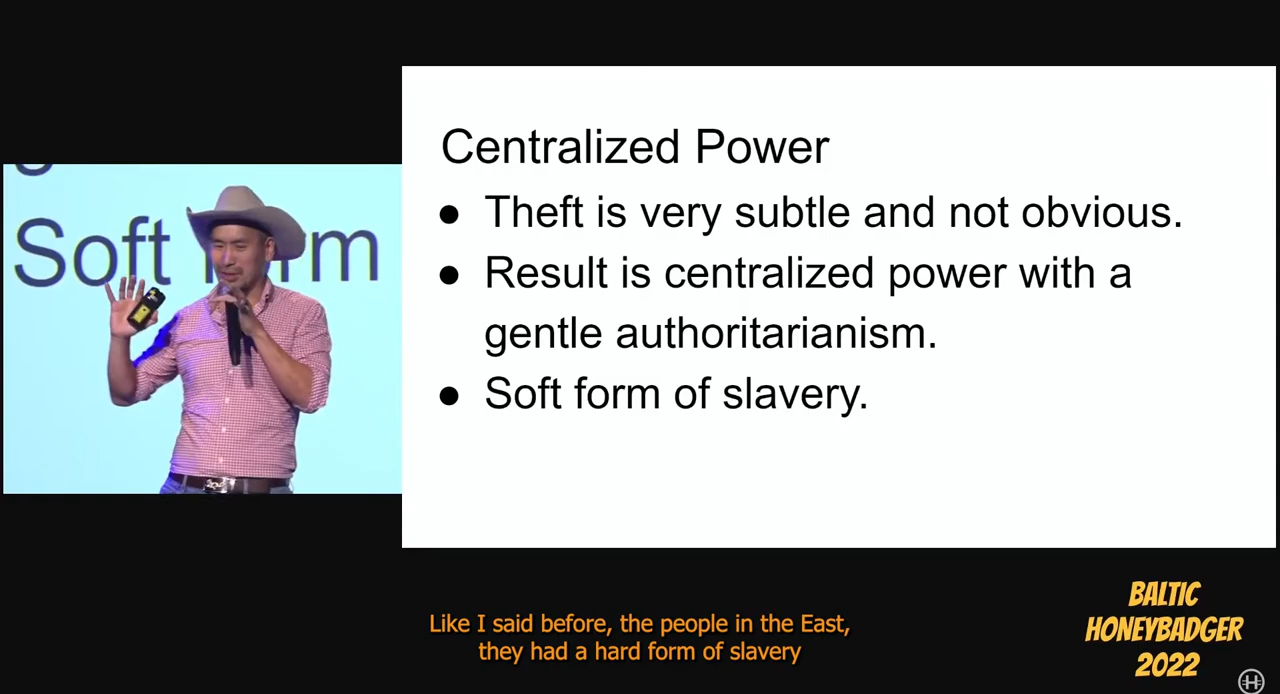 Soft form
Centralized Power
● Theft is very subtle and not obvious.
● Result is centralized power with a
gentle authoritarianism.
● Soft form of slavery.
Like I said before, the people in the East,
they had a hard form of slavery
BALTIC
HONEYBADGER
2022